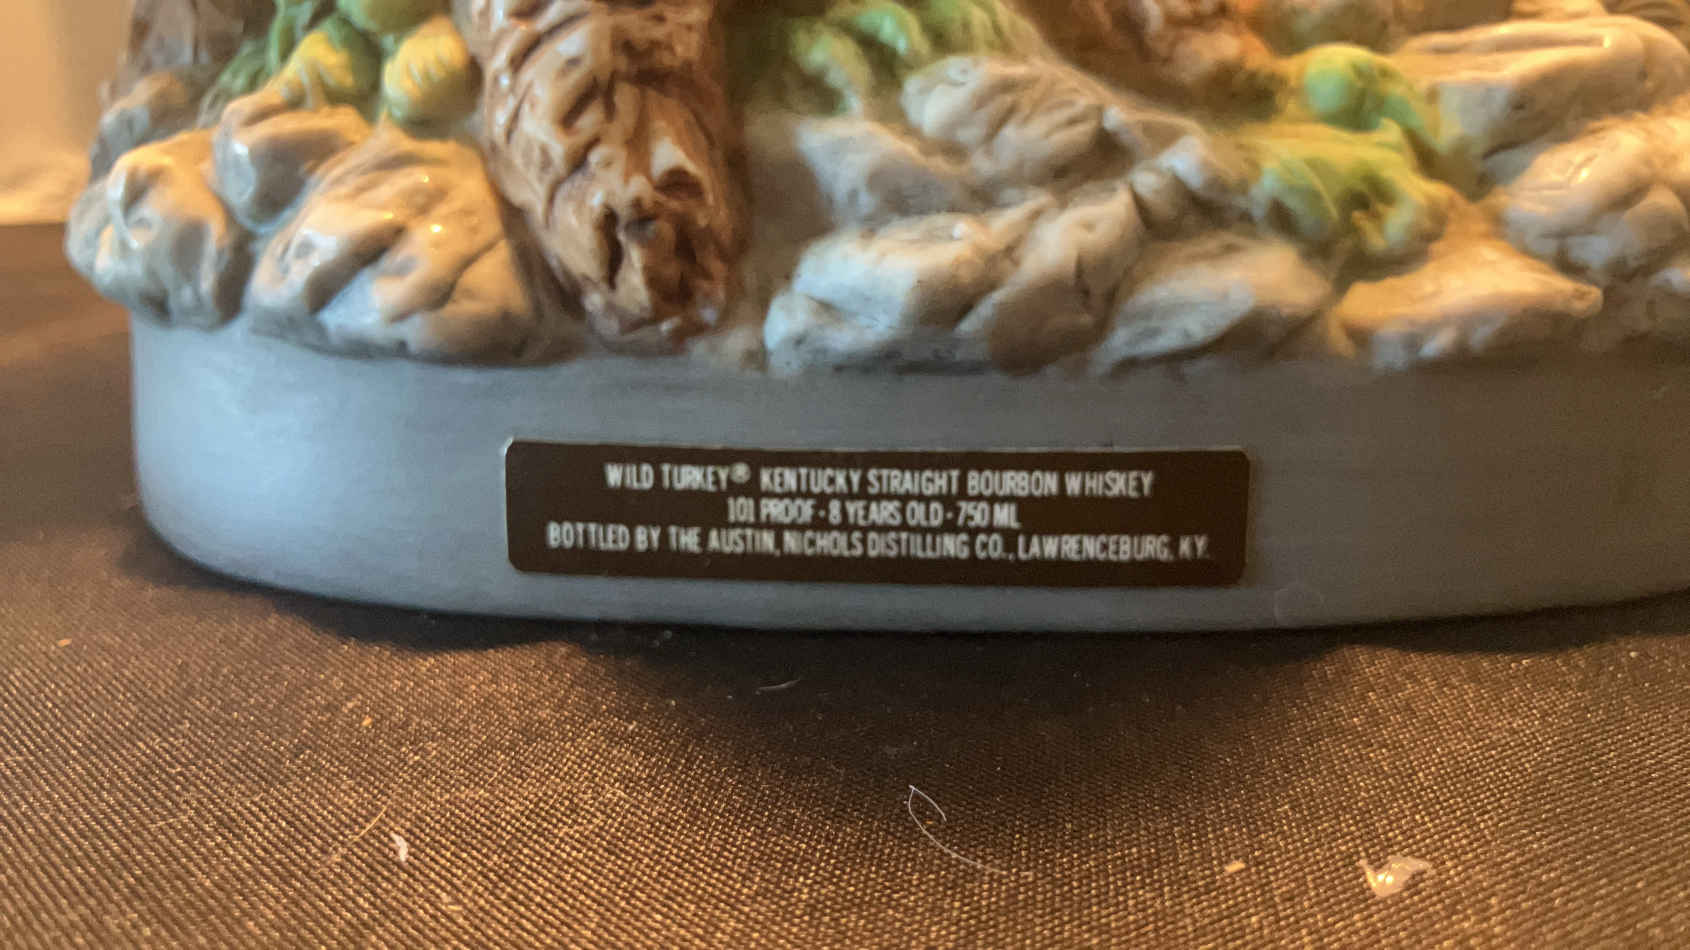 WILD TURKEY® KENTUCKY STRAIGHT BOURBON WHISKEY
101 PROOF - 8 YEARS OLD - 750 ML
BOTTLED BY THE AUSTIN, NICHOLS DISTILLING CO., LAWRENCEBURG, KY.